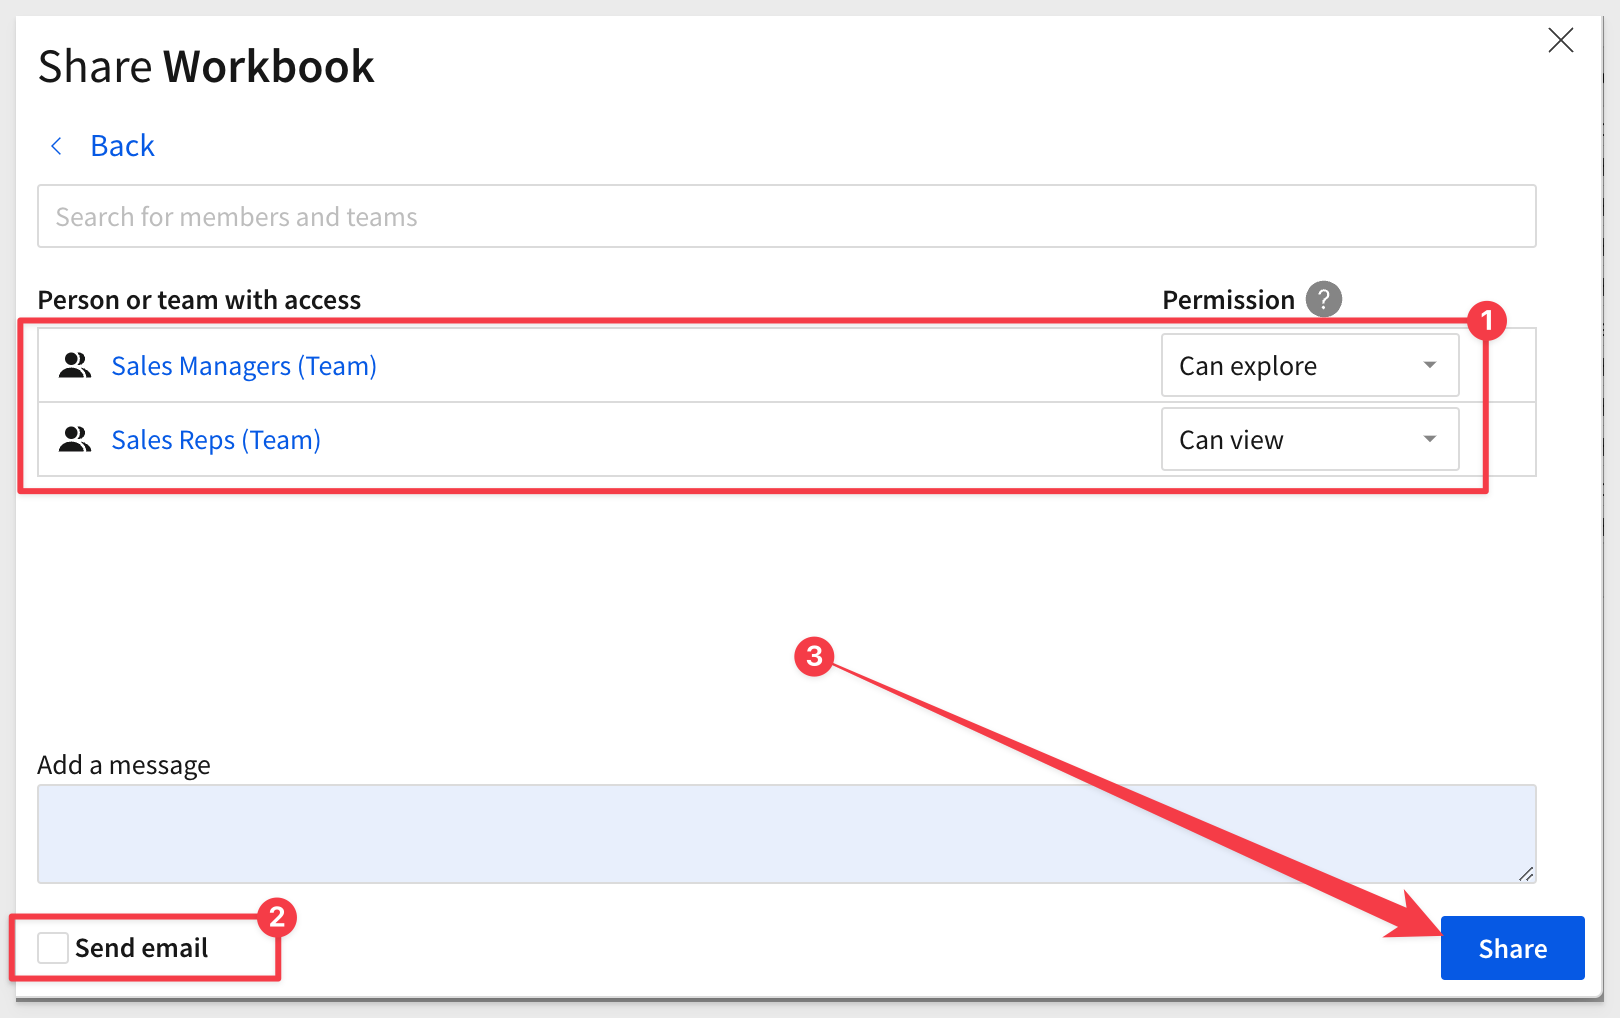 Share Workbook
Back
Search for members and teams
Person or team with access Permission ?
1
Sales Managers (Team) Can explore
Sales Reps (Team) Can view
3
Add a message
2
Send email
Share